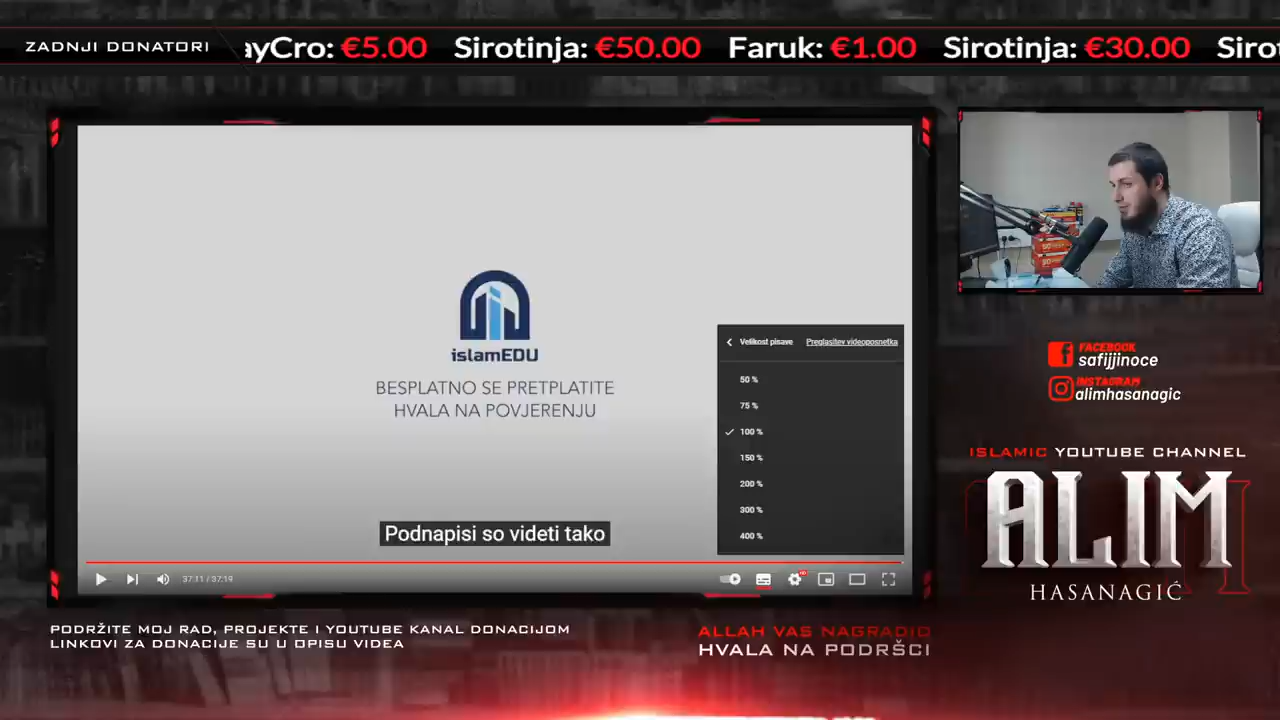 ZADNJI DONATORI
ayCro: €5.00 Sirotinja: €50.00 Faruk: €1.00 Sirotinja: €30.00 Siro
islamEDU
BESPLATNO SE PRETPLATITE
HVALA NA POVJERENJU
Velikost pisave Preglasitev videoposnetka
50 %
75 %
100 %
150 %
200 %
300 %
400 %
Podnapisi so videti tako
37:11 / 37:19
HD
FACEBOOK
safijjinoce
INSTAGRAM
alimhasanagic
ISLAMIC YOUTUBE CHANNEL
ALIM
HASANAGIĆ
PODRŽITE MOJ RAD, PROJEKTE I YOUTUBE KANAL DONACIJOM
LINKOVI ZA DONACIJE SU U OPISU VIDEA
ALLAH VAS NAGRADIO
HVALA NA PODRŠCI